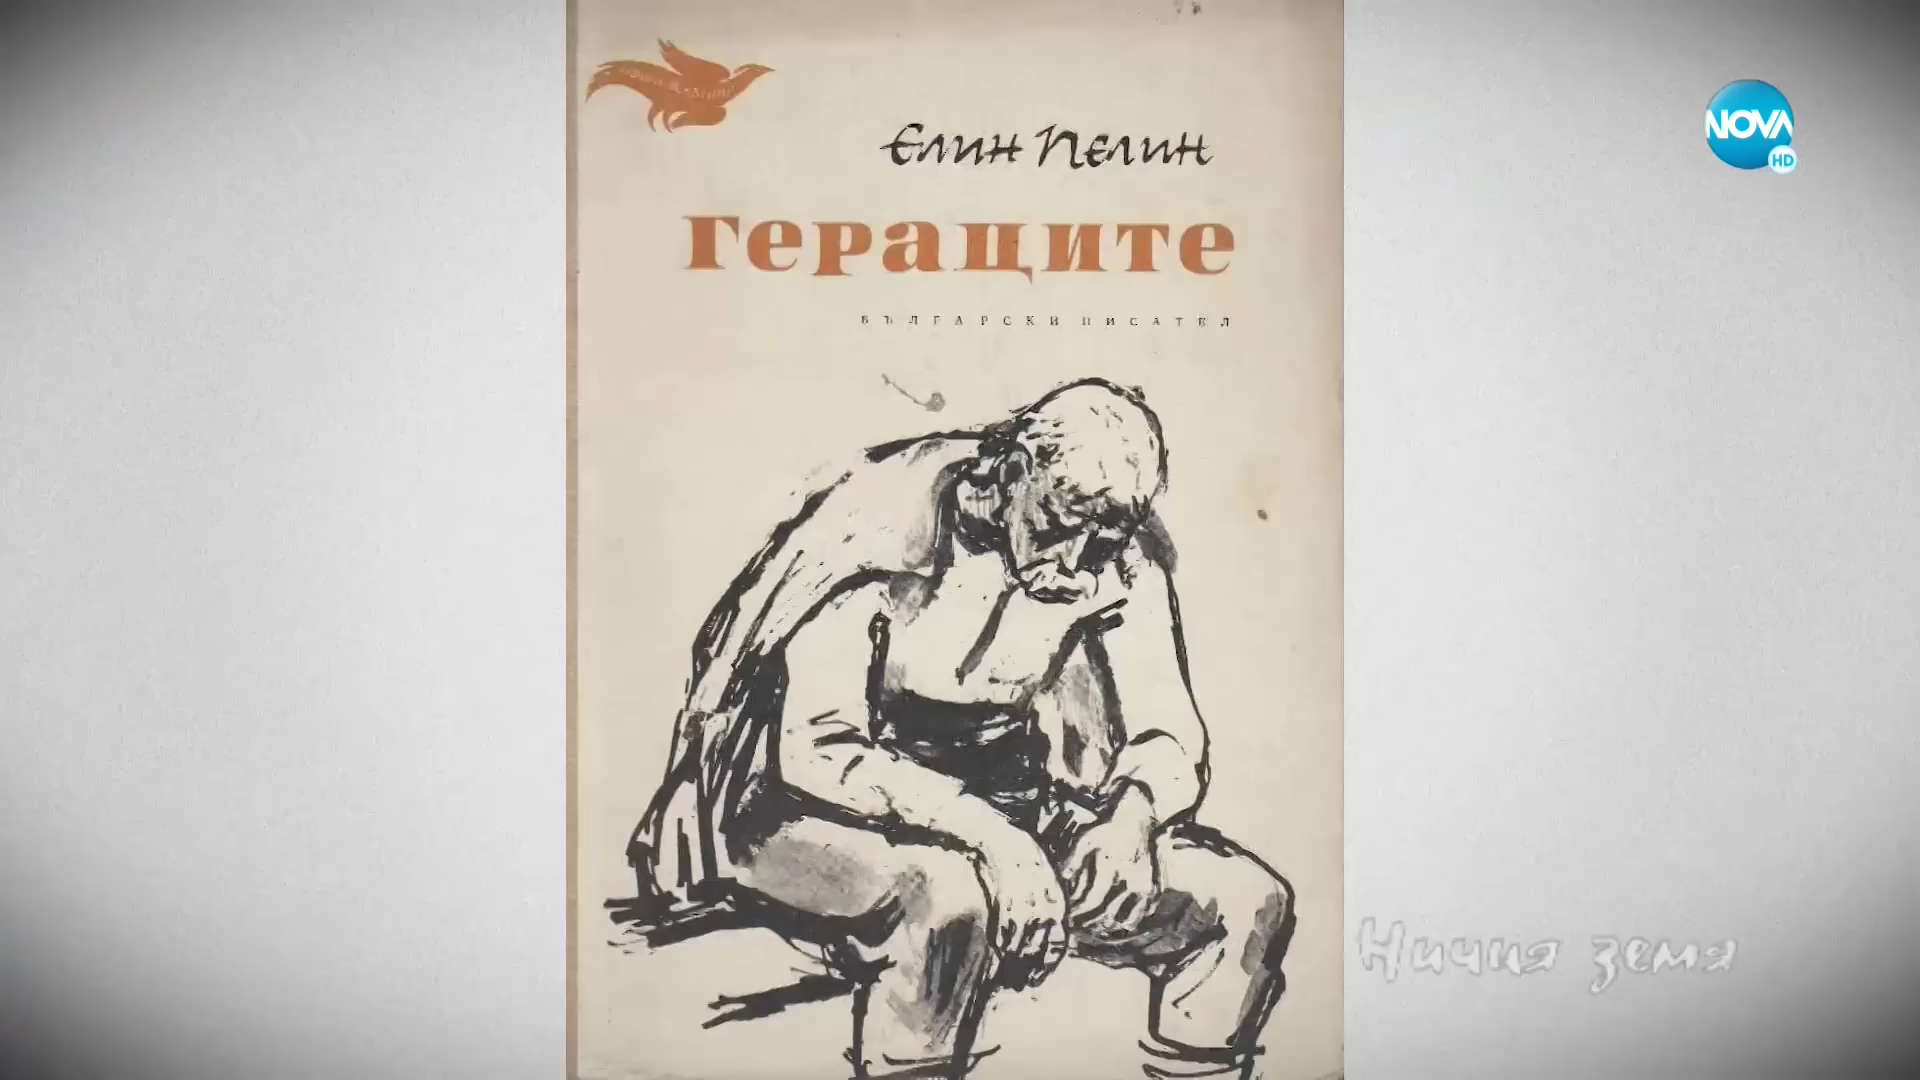 NOVA
HD
Елин Пелин
Гераците
БЪЛГАРСКИ ПИСАТЕЛ
Ничия земя